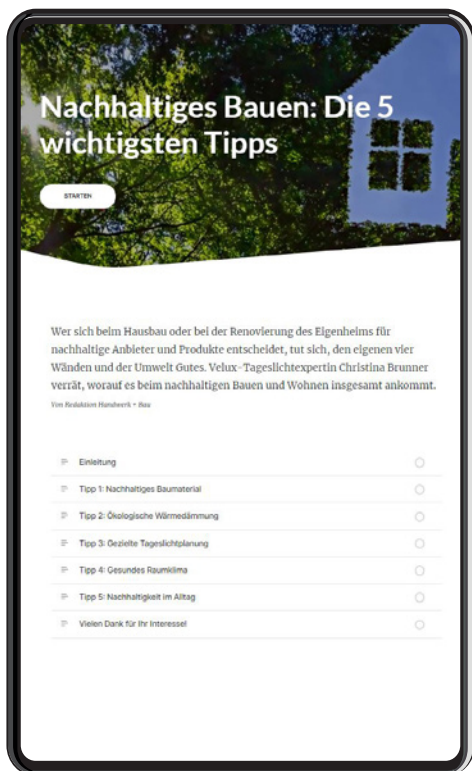 Nachhaltiges Bauen: Die 5
wichtigsten Tipps
STARTEN
Wer sich beim Hausbau oder bei der Renovierung des Eigenheims für
nachhaltige Anbieter und Produkte entscheidet, tut sich, den eigenen vier
Wänden und der Umwelt Gutes. Velux-Tageslichtexpertin Christina Brunner
verrät, worauf es beim nachhaltigen Bauen und Wohnen insgesamt ankommt.
Von Redaktion Handwerk + Bau
Einleitung
Tipp 1: Nachhaltiges Baumaterial
Tipp 2: Ökologische Wärmedämmung
Tipp 3: Gezielte Tageslichtplanung
Tipp 4: Gesundes Raumklima
Tipp 5: Nachhaltigkeit im Alltag
Vielen Dank für Ihr Interesse!